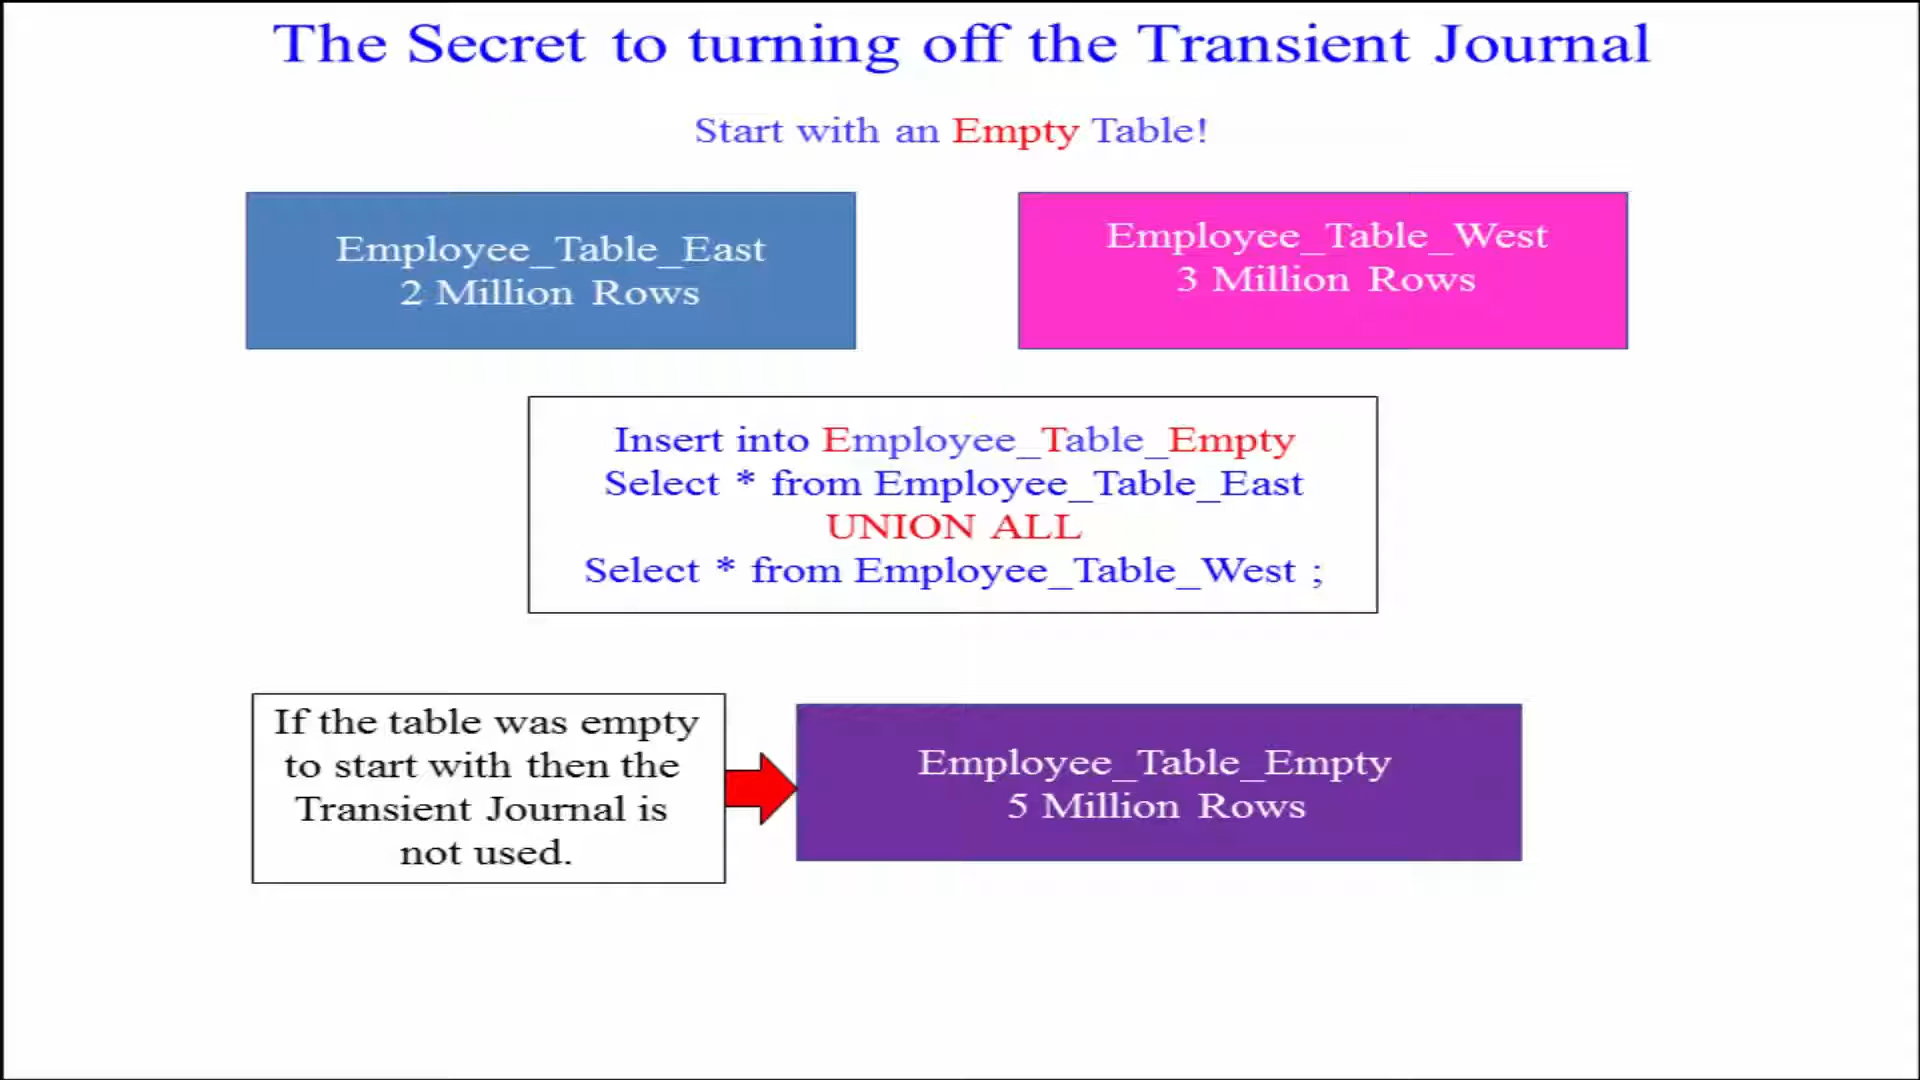 The Secret to turning off the Transient Journal
Start with an Empty Table!
Employee_Table_East
2 Million Rows
Employee_Table_West
3 Million Rows
Insert into Employee_Table_Empty
Select * from Employee_Table_East
UNION ALL
Select * from Employee_Table_West ;
If the table was empty
to start with then the
Transient Journal is
not used.
Employee_Table_Empty
5 Million Rows